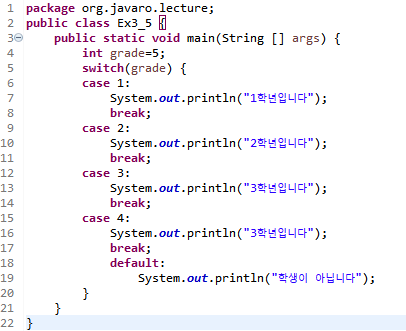 1 package org.javaro.lecture;
2 public class Ex3_5 {
3 public static void main(String [] args) {
4 int grade=5;
5 switch(grade) {
6 case 1:
7 System.out.println("1학년입니다");
8 break;
9 case 2:
10 System.out.println("2학년입니다");
11 break;
12 case 3:
13 System.out.println("3학년입니다");
14 break;
15 case 4:
16 System.out.println("3학년입니다");
17 break;
18 default:
19 System.out.println("학생이 아닙니다");
20 }
21 }
22 }